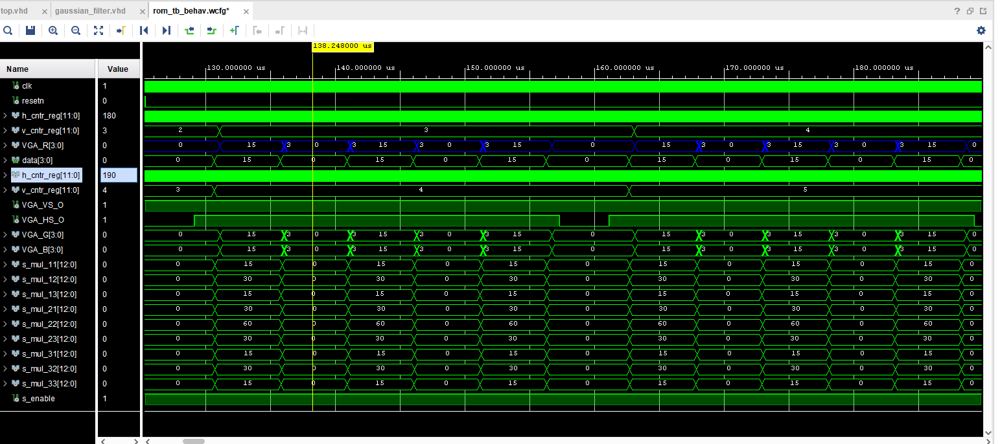 top.vhd gaussian_filter.vhd rom_tb_behav.wcfg*
138.248000 us
Name Value 130.000000 us 140.000000 us 150.000000 us 160.000000 us 170.000000 us 180.000000 us
clk 1
resetn 0
h_cntr_reg[11:0] 180
v_cntr_reg[11:0] 3 2 3 4
VGA_R[3:0] 0 0 15 3 0 3 15 3 0 3 15 0 15 3 0 3 15 3 0 3 15 0
data[3:0] 0 0 15 0 15 0 15 0 15 0 15 0 15 0
h_cntr_reg[11:0] 190
v_cntr_reg[11:0] 4 3 4 5
VGA_VS_O 1
VGA_HS_O 1
VGA_G[3:0] 0 0 15 3 0 3 15 3 0 3 15 0 15 3 0 3 15 3 0 3 15 0
VGA_B[3:0] 0 0 15 3 0 3 15 3 0 3 15 0 15 3 0 3 15 3 0 3 15 0
s_mul_11[12:0] 0 0 15 0 15 0 15 0 15 0 15 0 15 0
s_mul_12[12:0] 0 0 30 0 30 0 30 0 30 0 30 0 30 0
s_mul_13[12:0] 0 0 15 0 15 0 15 0 15 0 15 0 15 0
s_mul_21[12:0] 0 0 30 0 30 0 30 0 30 0 30 0 30 0
s_mul_22[12:0] 0 0 60 0 60 0 60 0 60 0 60 0 60 0
s_mul_23[12:0] 0 0 30 0 30 0 30 0 30 0 30 0 30 0
s_mul_31[12:0] 0 0 15 0 15 0 15 0 15 0 15 0 15 0
s_mul_32[12:0] 0 0 30 0 30 0 30 0 30 0 30 0 30 0
s_mul_33[12:0] 0 0 15 0 15 0 15 0 15 0 15 0 15 0
s_enable 1